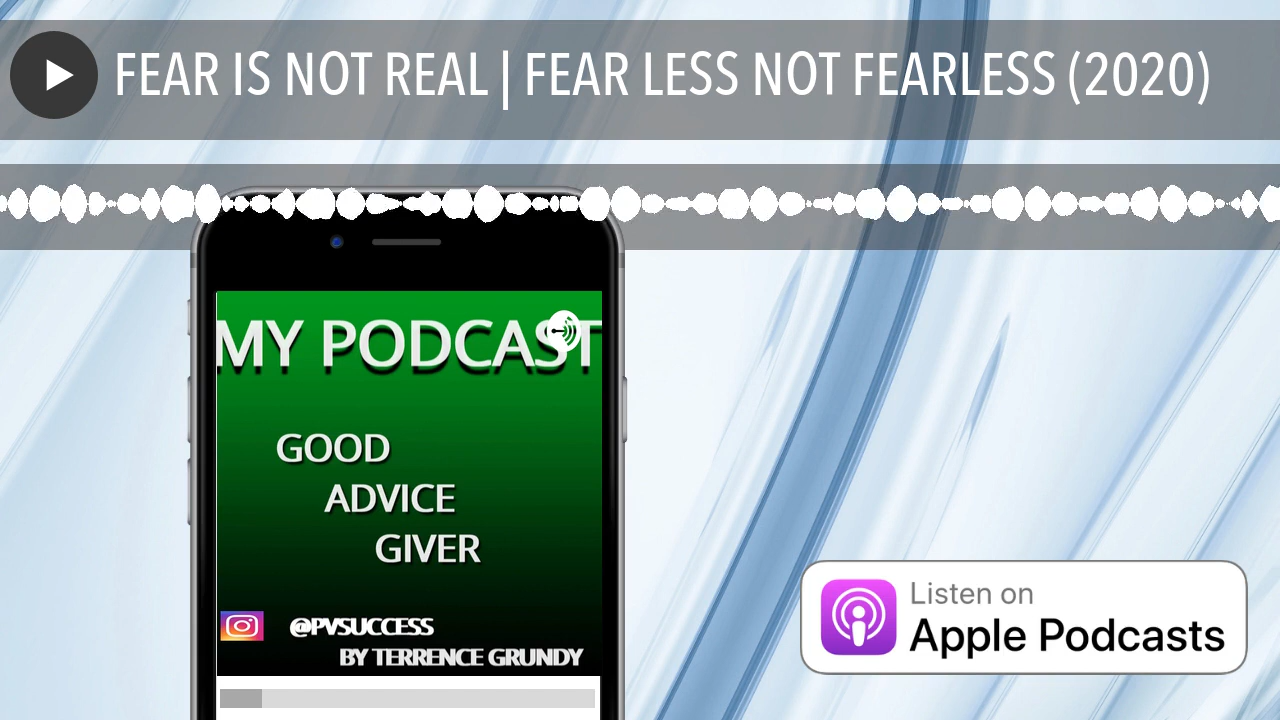 FEAR IS NOT REAL | FEAR LESS NOT FEARLESS (2020)
MY PODCAST
GOOD
ADVICE
GIVER
@PVSUCCESS
BY TERRENCE GRUNDY
Listen on
Apple Podcasts